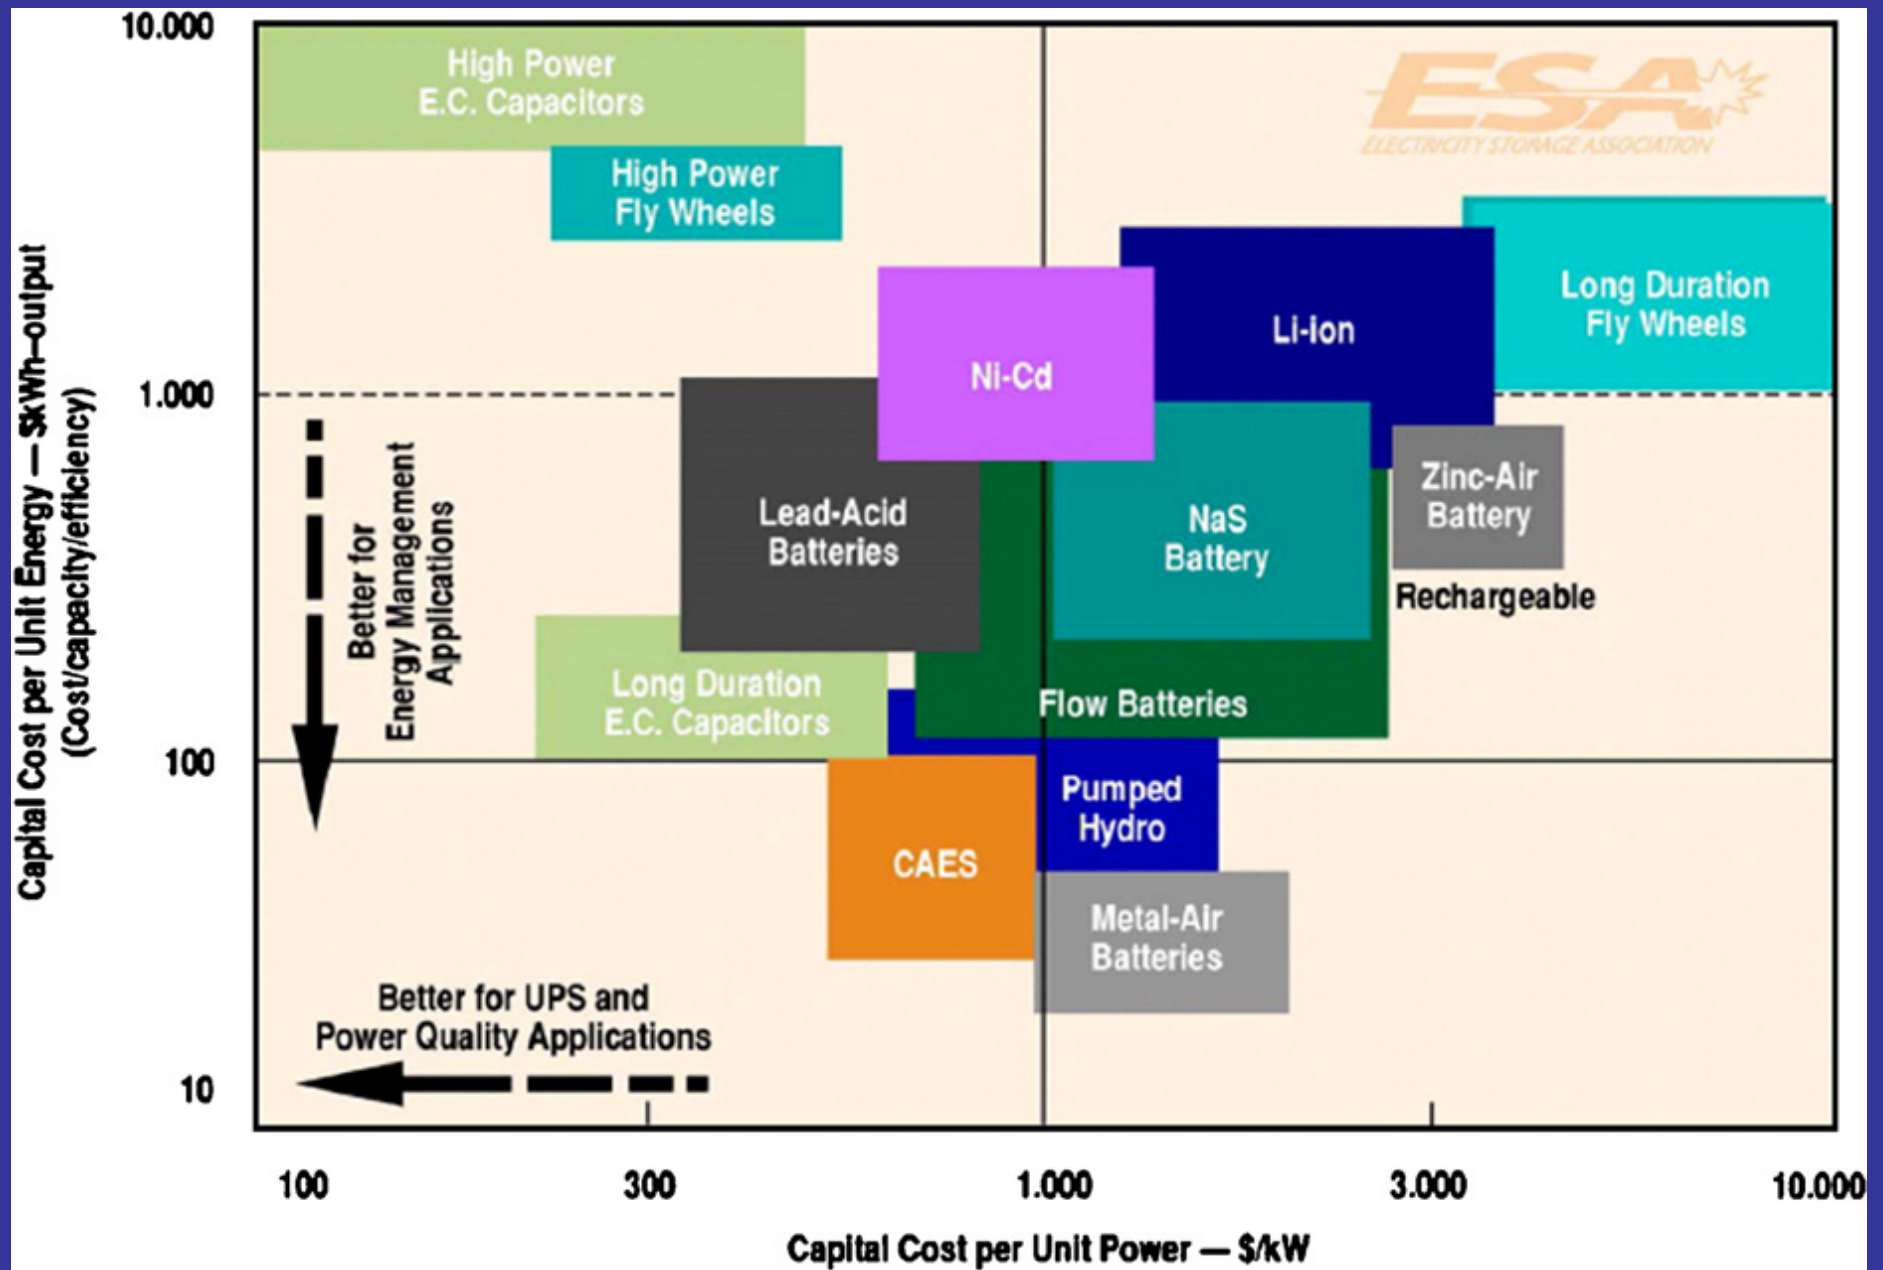 10.000
High Power
E.C. Capacitors
ESA
ELECTRICITY STORAGE ASSOCIATION
High Power
Fly Wheels
Long Duration
Fly Wheels
Li-ion
Ni-Cd
1.000
Capital Cost per Unit Energy — $kWh–output
(Cost/capacity/efficiency)
Better for
Energy Management
Applications
Lead-Acid
Batteries
NaS
Battery
Zinc-Air
Battery
Rechargeable
Long Duration
E.C. Capacitors
Flow Batteries
100
Pumped
Hydro
CAES
Metal-Air
Batteries
Better for UPS and
Power Quality Applications
10
100 300 1.000 3.000 10.000
Capital Cost per Unit Power — $/kW